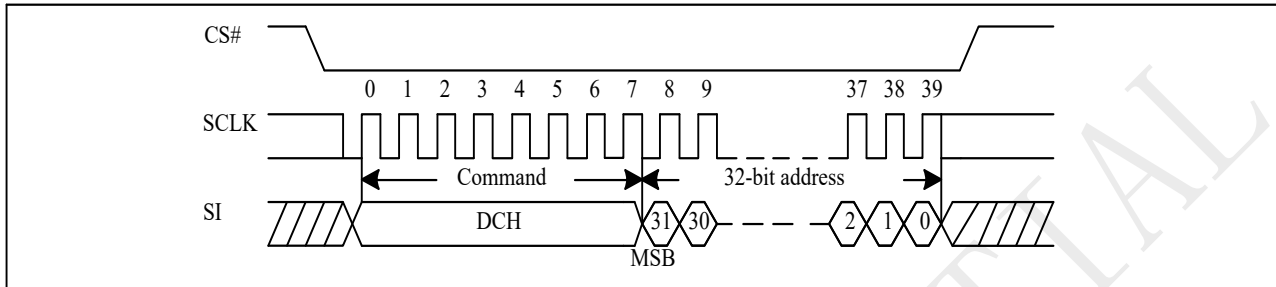 CS#
0 1 2 3 4 5 6 7 8 9 37 38 39
SCLK
Command 32-bit address
SI DCH 31 30 2 1 0
MSB
TIAL